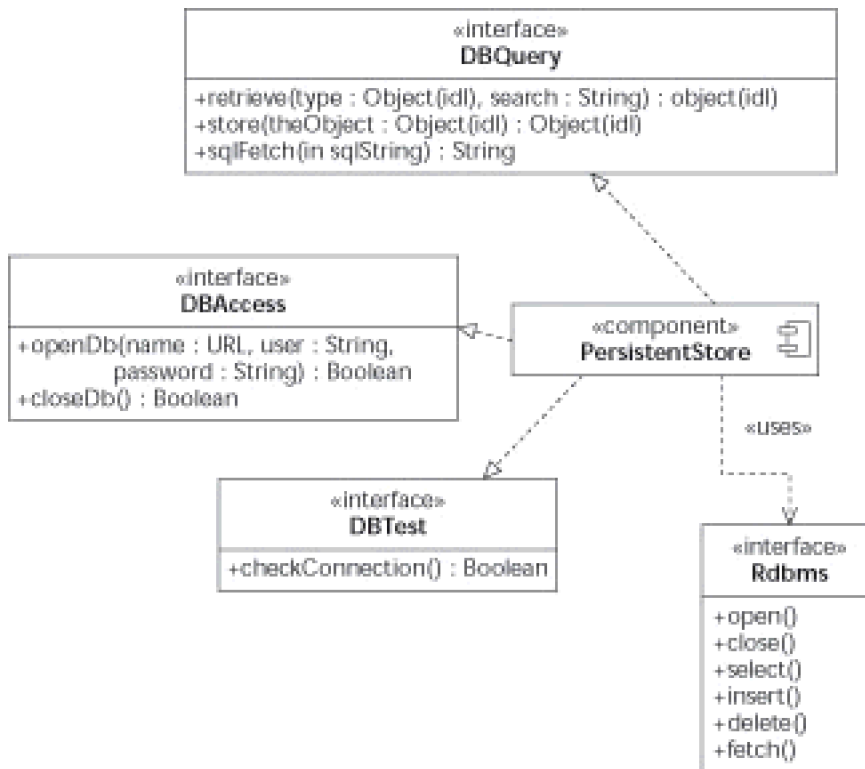 «interface»
DBQuery
+retrieve(type : Object(idl), search : String) : object(idl)
+store(theObject : Object(idl) : Object(idl)
+sqlFetch(in sqlString) : String
«interface»
DBAccess
+openDb(name : URL, user : String,
password : String) : Boolean
+closeDb() : Boolean
«component»
PersistentStore
«uses»
«interface»
DBTest
+checkConnection() : Boolean
«interface»
Rdbms
+open()
+close()
+select()
+insert()
+delete()
+fetch()